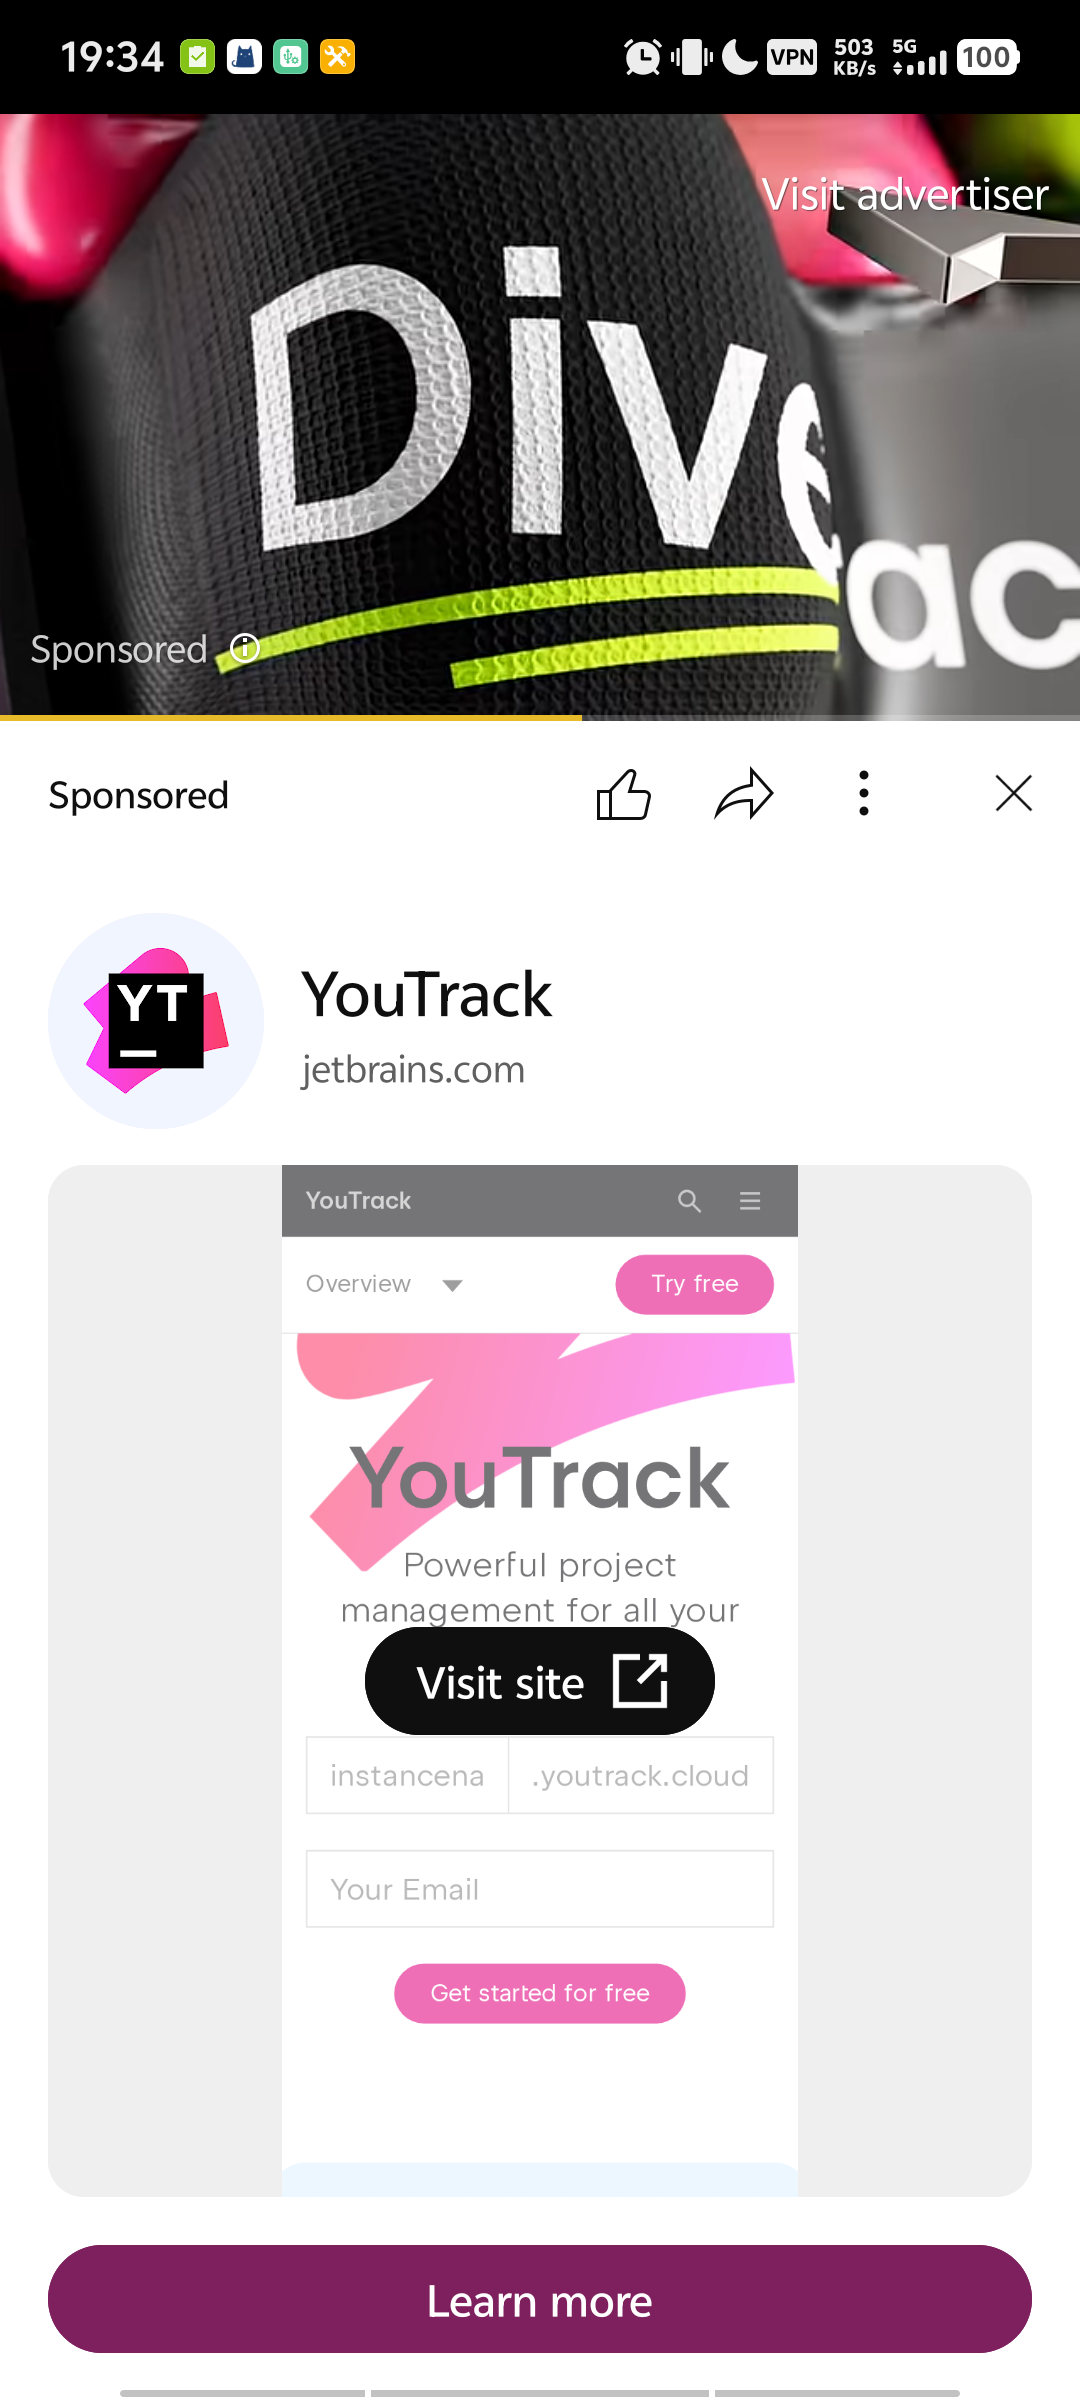 19:34
VPN
503
KB/s
5G
100
Visit advertiser
Dive
ac
Sponsored
Sponsored
YT
YouTrack
jetbrains.com
YouTrack
Overview
Try free
YouTrack
Powerful project
management for all your
Visit site
instancena
.youtrack.cloud
Your Email
Get started for free
Learn more